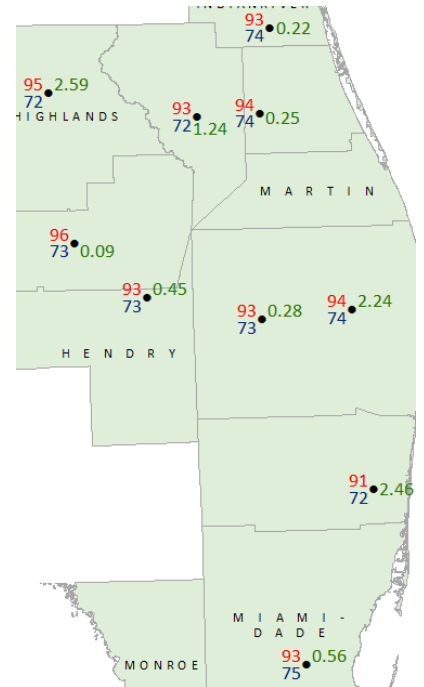 INDIANRIVER
93
74 0.22
95 2.59
72
HIGHLANDS
93
72 1.24
94
74 0.25
MARTIN
96
73 0.09
93 0.45
73
93 0.28
73
94 2.24
74
HENDRY
91
72 2.46
MIAMI-
DADE
93 0.56
75
MONROE